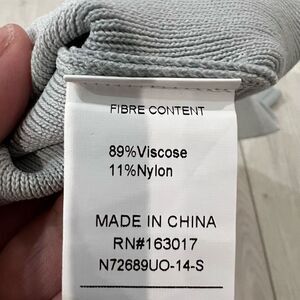 FIBRE CONTENT
89%Viscose
11%Nylon
MADE IN CHINA
RN#163017
N72689UO-14-S